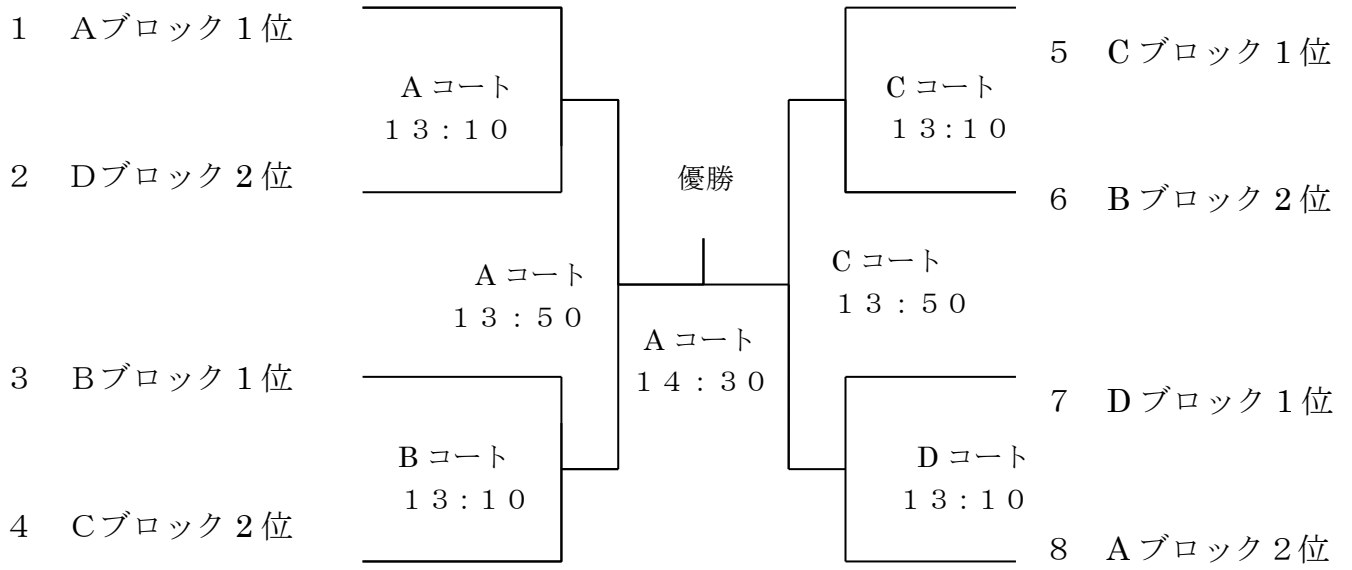 １　Ａブロック１位
Aコート
１３：１０
２　Ｄブロック２位
Aコート
１３：５０
３　Ｂブロック１位
Bコート
１３：１０
４　Ｃブロック２位
優勝
Aコート
１４：３０
５　Cブロック１位
Cコート
１３：１０
６　Bブロック２位
Cコート
１３：５０
７　Dブロック１位
Dコート
１３：１０
８　Aブロック２位